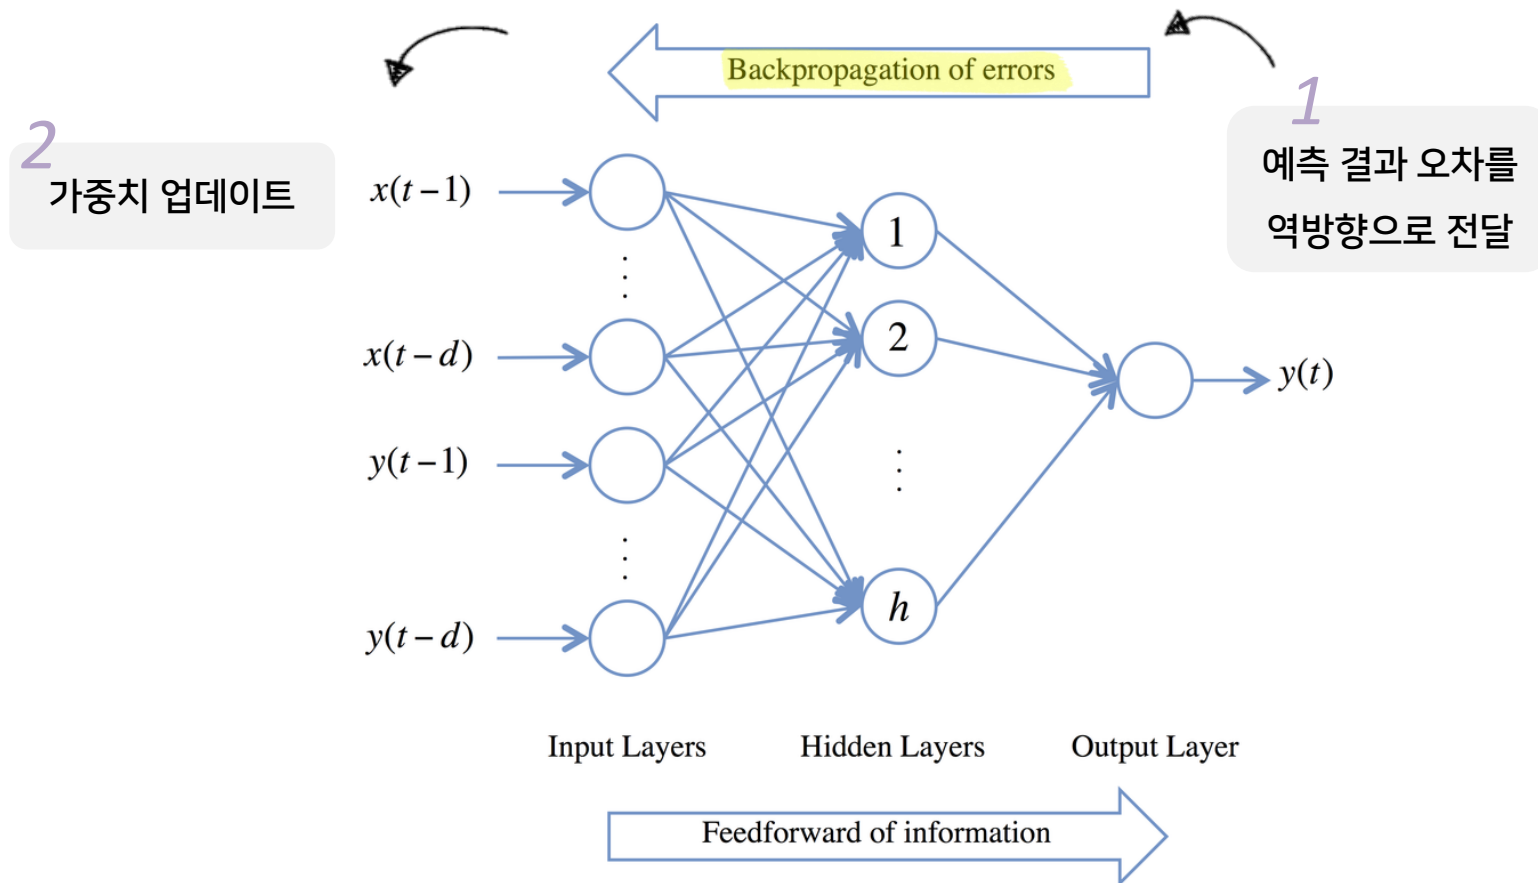 Backpropagation of errors
1
예측 결과 오차를
역방향으로 전달
2
가중치 업데이트
x(t−1)
x(t−d)
y(t−1)
y(t−d)
1
2
h
y(t)
Input Layers
Hidden Layers
Output Layer
Feedforward of information